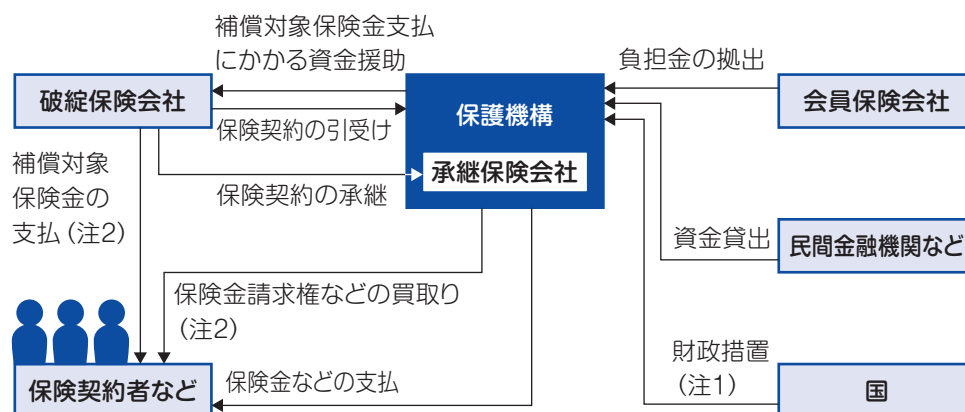 補償対象保険金支払
にかかる資金援助
負担金の拠出
破綻保険会社
保護機構
会員保険会社
保険契約の引受け
補償対象
保険金の
支払(注2)
承継保険会社
保険契約の承継
資金貸出
民間金融機関など
保険金請求権などの買取り
(注2)
財政措置
(注1)
保険契約者など
保険金などの支払
国